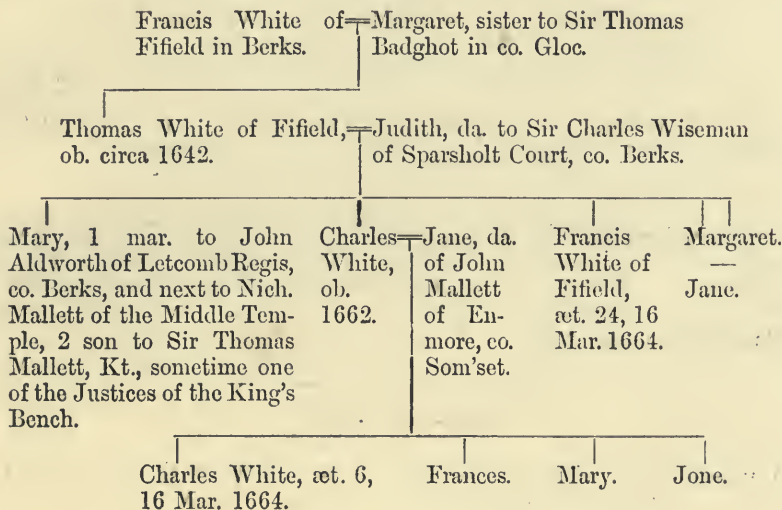 Francis White of
Fifield in Berks.
Margaret, sister to Sir Thomas
Badghot in co. Gloc.
Thomas White of Fifield,
ob. circa 1642.
Judith, da. to Sir Charles Wiseman
of Sparsholt Court, co. Berks.
Mary, 1 mar. to John
Aldworth of Letcomb Regis,
co. Berks, and next to Nich.
Mallett of the Middle Tem-
ple, 2 son to Sir Thomas
Mallett, Kt., sometime one
of the Justices of the King's
Bench.
Charles
White,
ob.
1662.
Jane, da.
of John
Mallett
of En-
more, co.
Som'set.
Francis
White of
Fifield,
æt. 24, 16
Mar. 1664.
Margaret.
—
Jane.
Charles White, æt. 6,
16 Mar. 1664.
Frances.
Mary.
Jone.